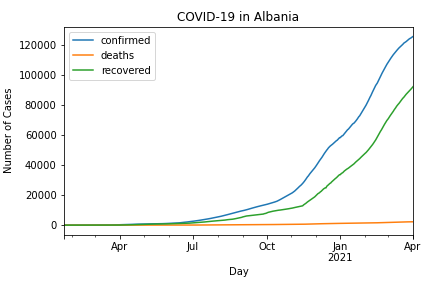 COVID-19 in Albania
confirmed
deaths
recovered
Number of Cases
120000
100000
80000
60000
40000
20000
0
Apr
Jul
Oct
Jan
2021
Apr
Day